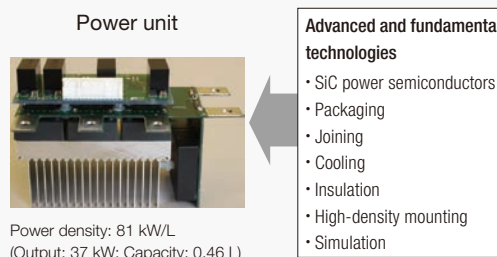 Power unit
Power density: 81 kW/L
(Output: 37 kW; Capacity: 0.46 L)
Advanced and fundamenta
technologies
・SiC power semiconductors
・Packaging
・Joining
・Cooling
・Insulation
・High-density mounting
・Simulation